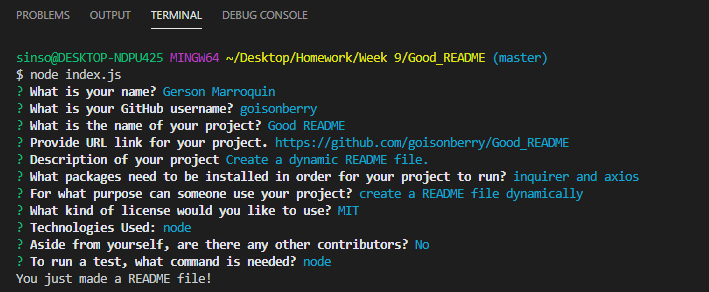 PROBLEMS OUTPUT TERMINAL DEBUG CONSOLE
sinso@DESKTOP-NDPU425 MINGW64 ~/Desktop/Homework/Week 9/Good_README (master)
$ node index.js
? What is your name? Gerson Marroquin
? What is your GitHub username? goisonberry
? What is the name of your project? Good README
? Provide URL link for your project. https://github.com/goisonberry/Good_README
? Description of your project Create a dynamic README file.
? What packages need to be installed in order for your project to run? inquirer and axios
? For what purpose can someone use your project? create a README file dynamically
? What kind of license would you like to use? MIT
? Technologies Used: node
? Aside from yourself, are there any other contributors? No
? To run a test, what command is needed? node
You just made a README file!